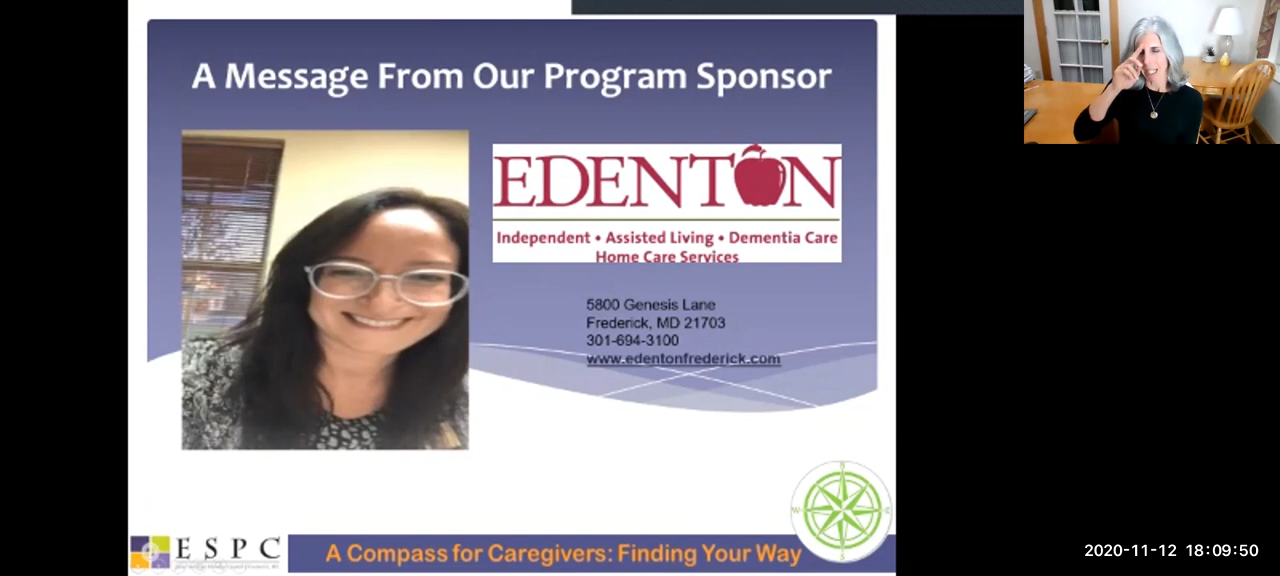 A Message From Our Program Sponsor
EDENTON
Independent • Assisted Living • Dementia Care
Home Care Services
5800 Genesis Lane
Frederick, MD 21703
301-694-3100
www.edentonfrederick.com
N
W
E
S
ESPC
A Compass for Caregivers: Finding Your Way
2020-11-12 18:09:50